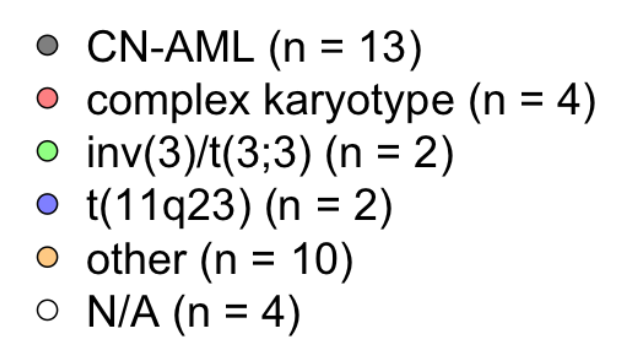 CN-AML (n = 13)
complex karyotype (n = 4)
inv(3)/t(3;3) (n = 2)
t(11q23) (n = 2)
other (n = 10)
N/A (n = 4)